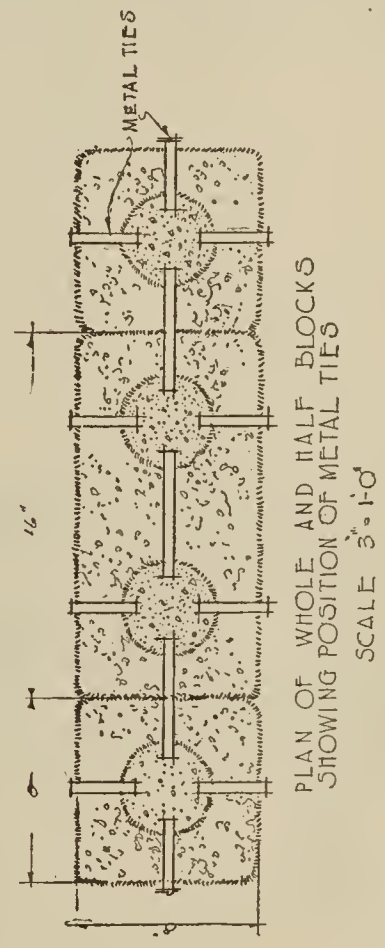 METAL TIES
16"
PLAN OF WHOLE AND HALF BLOCKS
SHOWING POSITION OF METAL TIES
SCALE 3"=1'-0"